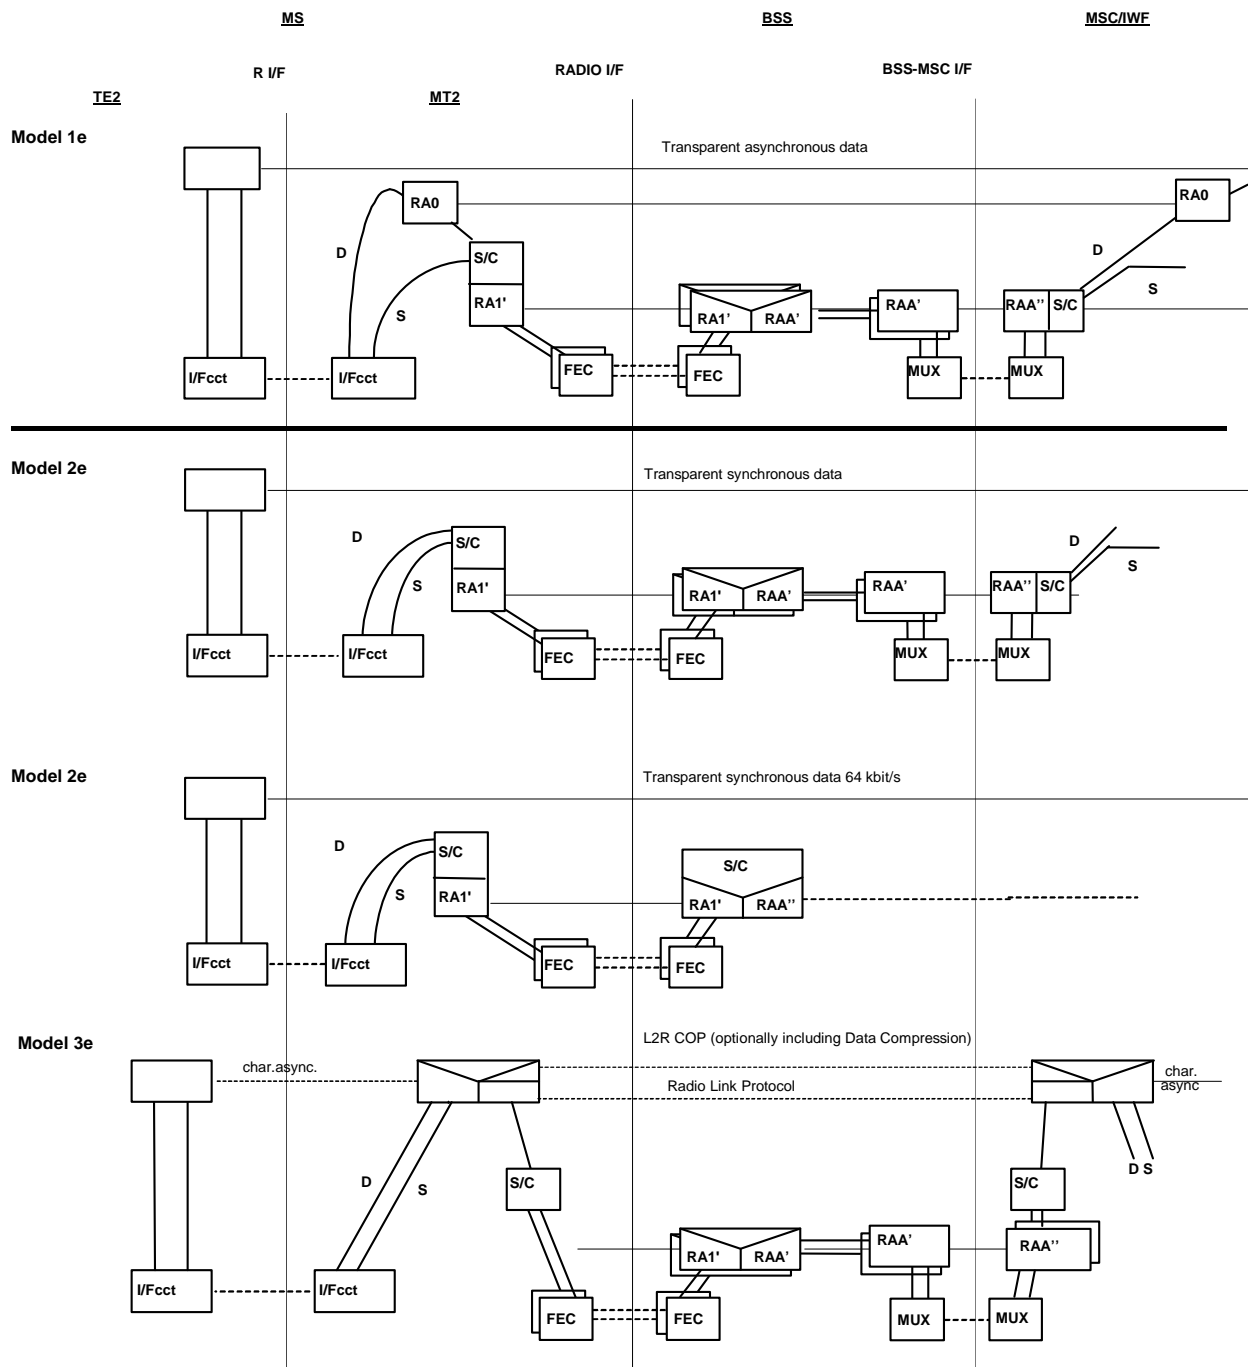 MS BSS MSC/IWF
R I/F RADIO I/F BSS-MSC I/F
TE2 MT2
Model 1e
Transparent asynchronous data
RA0 RA0
D D
S/C
S
RA1' RA1’ RAA’ RAA’ RAA’’ S/C
S
I/Fcct I/Fcct FEC FEC MUX MUX
Model 2e
Transparent synchronous data
D S/C D
S
S RA1' RA1' RAA’ RAA’ RAA’’ S/C
I/Fcct I/Fcct FEC FEC MUX MUX
Model 2e
Transparent synchronous data 64 kbit/s
D S/C S/C
S RA1' RA1' RAA’’
I/Fcct I/Fcct FEC FEC
Model 3e
L2R COP (optionally including Data Compression)
char.async. char.
Radio Link Protocol async
D S
D S S/C S/C
RA1' RAA’ RAA’ RAA’’
I/Fcct I/Fcct FEC FEC MUX MUX